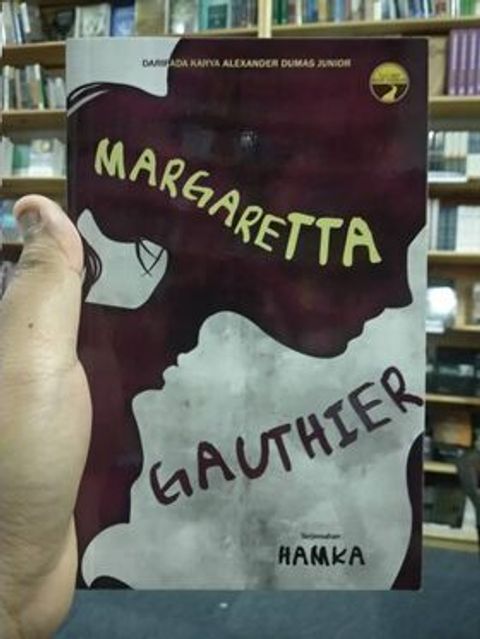 DARIPADA KARYA ALEXANDER DUMAS JUNIOR
MARGARETTA
GAUTHIER
Terjemahan
HAMKA